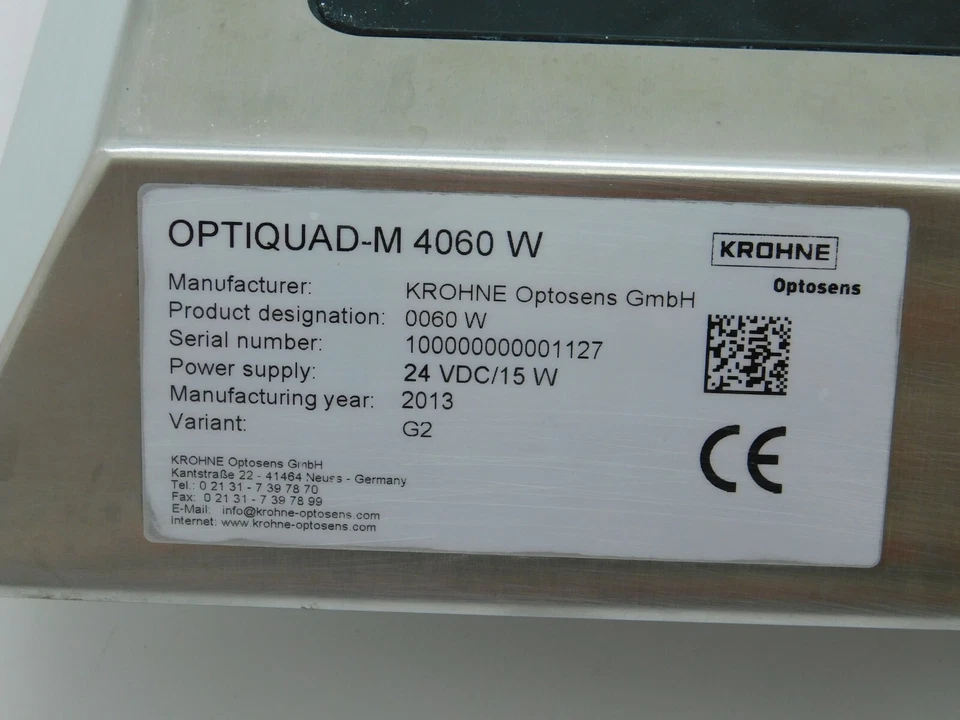 OPTIQUAD-M 4060 W
KROHNE
Optosens
Manufacturer: KROHNE Optosens GmbH
Product designation: 0060 W
Serial number: 100000000001127
Power supply: 24 VDC/15 W
Manufacturing year: 2013
Variant: G2
CE
KROHNE Optosens GmbH
Kantstraße 22 - 41464 Neuss - Germany
Tel.: 0 21 31 - 7 39 78 70
Fax: 0 21 31 - 7 39 78 99
E-Mail: info@krohne-optosens.com
Internet: www.krohne-optosens.com